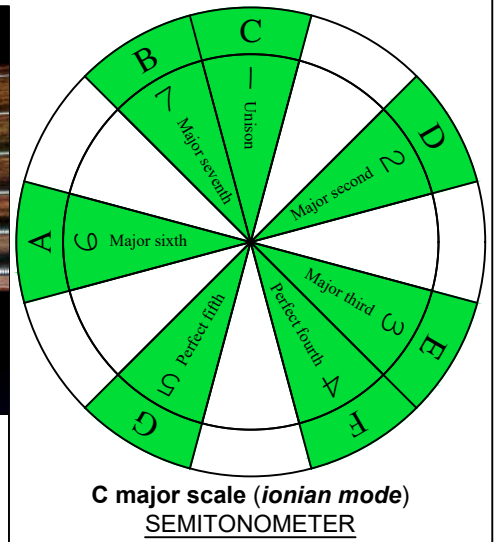 C
1 Unison
D
2 Major second
E
3 Major third
F
4 Perfect fourth
G
5 Perfect fifth
A
6 Major sixth
B
7 Major seventh
C major scale (ionian mode)
SEMITONOMETER